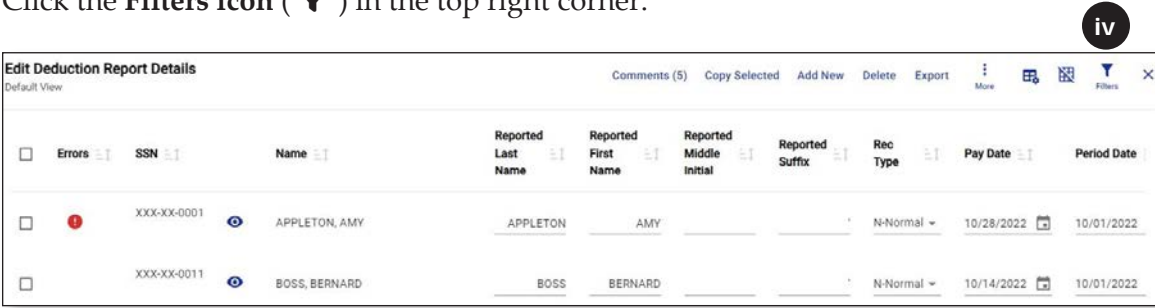 Click the Filters icon ( ) in the top right corner.
iv
Edit Deduction Report Details
Default View
Comments (5) Copy Selected Add New Delete Export More Filters
Errors SSN Name Reported Last Name Reported First Name Reported Middle Initial Reported Suffix Rec Type Pay Date Period Date
XXX-XX-0001 APPLETON, AMY APPLETON AMY N-Normal 10/28/2022 10/01/2022
XXX-XX-0011 BOSS, BERNARD BOSS BERNARD N-Normal 10/14/2022 10/01/2022